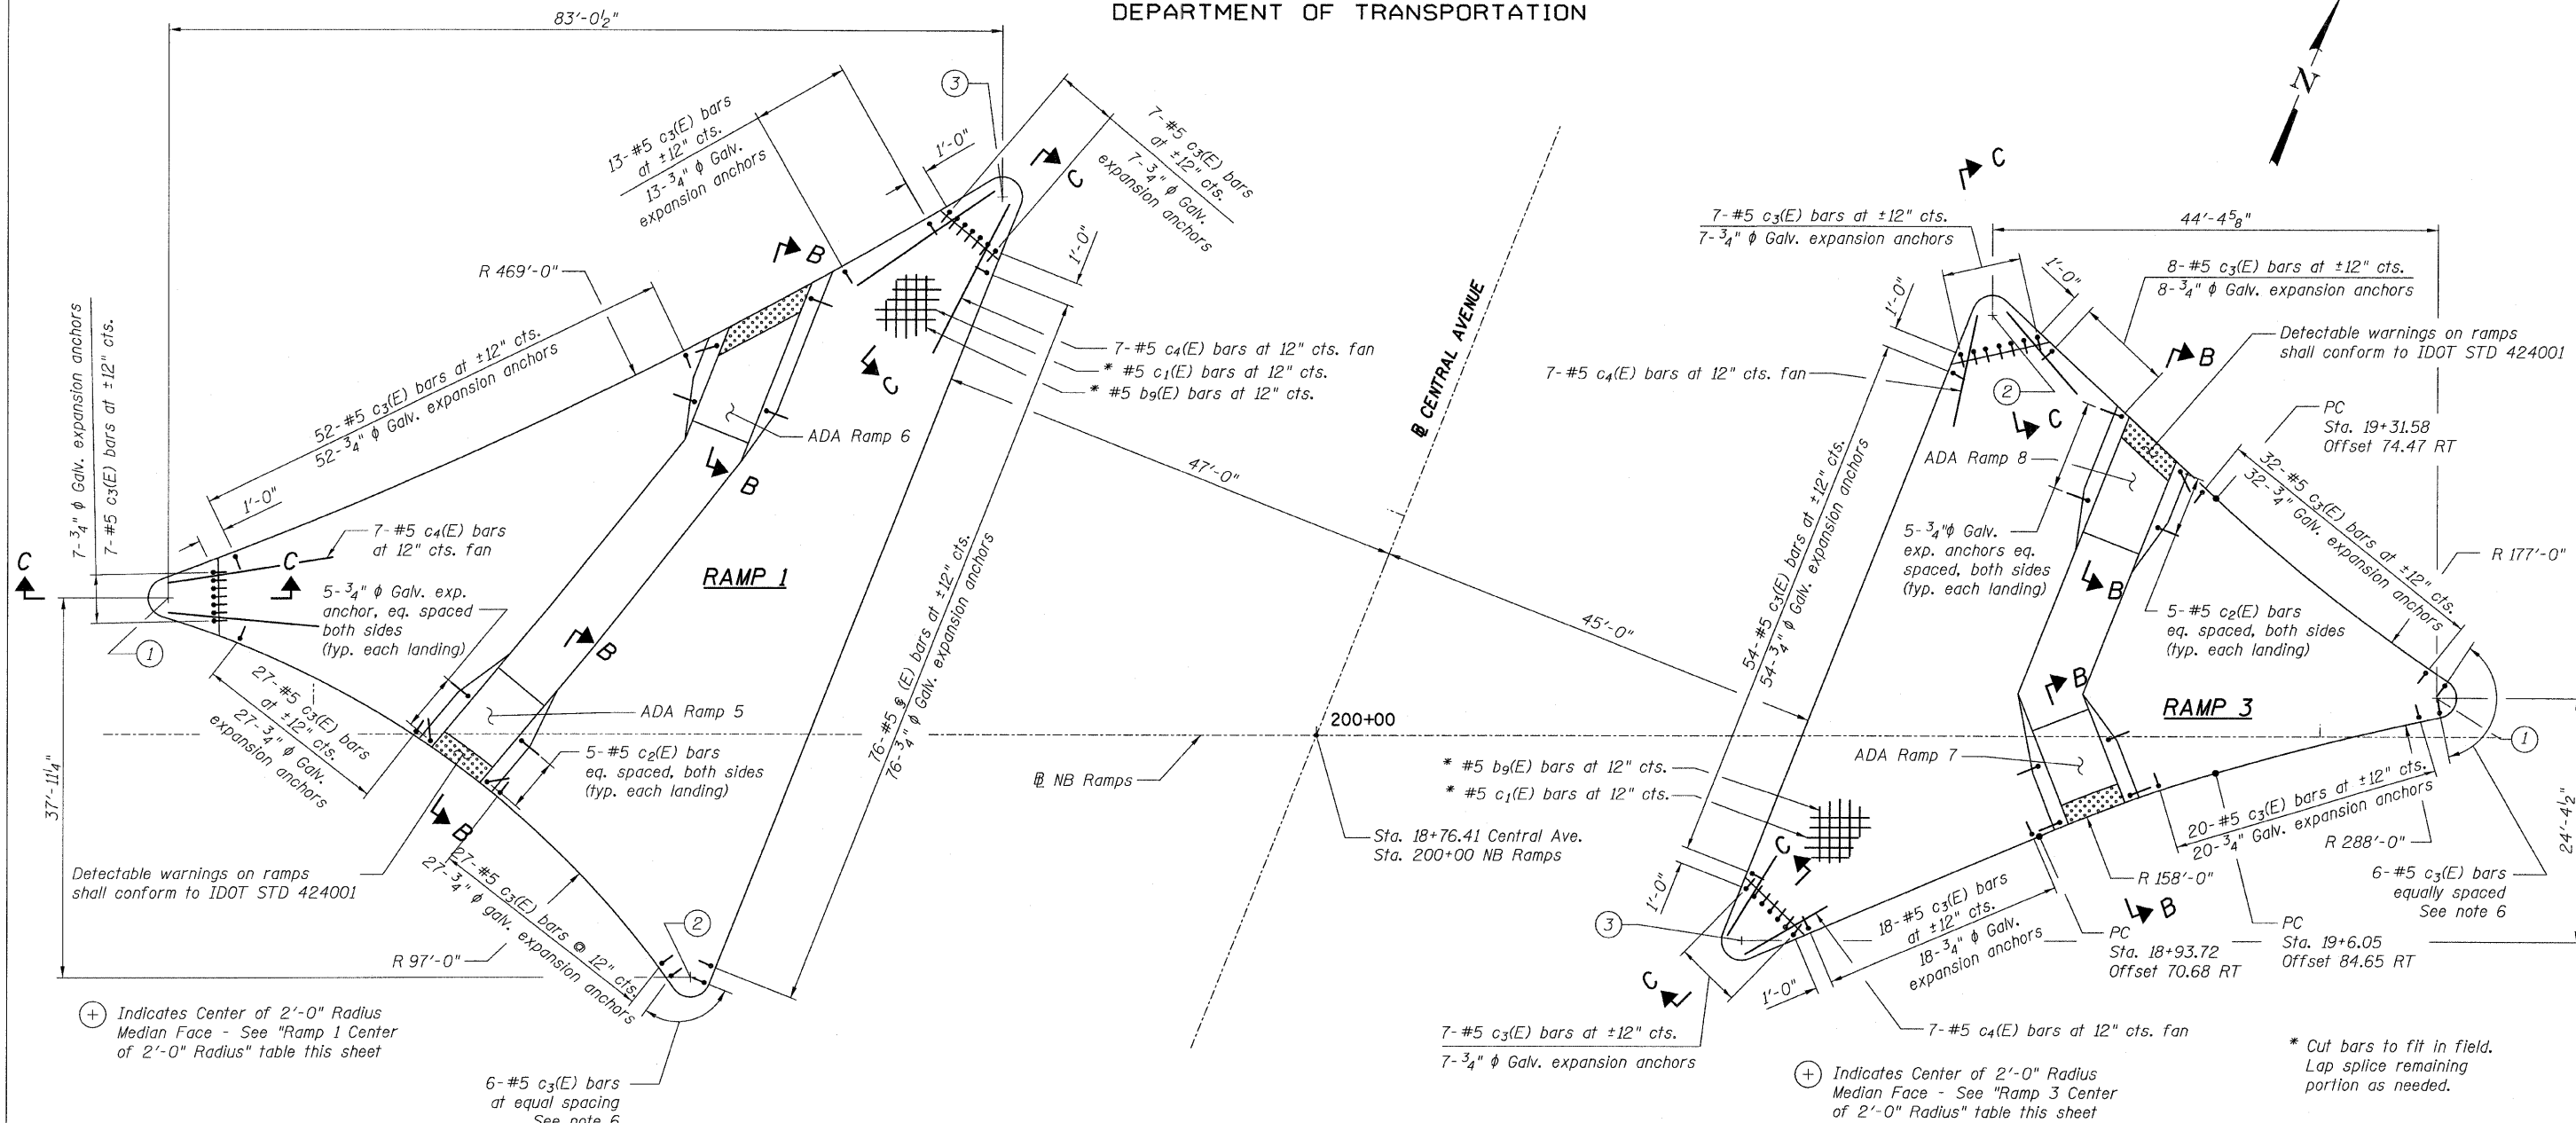 DEPARTMENT OF TRANSPORTATION
83'-0½"
13-#5 c3(E) bars
at ±12" cts.
13-¾" ϕ Galv.
expansion anchors
1'-0"
3
7-#5 c3(E) bars
at ±12" cts.
7-¾" ϕ Galv.
expansion anchors
C
1'-0"
B
R 469'-0"
52-#5 c3(E) bars at ±12" cts.
52-¾" ϕ Galv. expansion anchors
7-¾" ϕ Galv. expansion anchors
7-#5 c3(E) bars at ±12" cts.
1'-0"
C
C
7-#5 c4(E) bars
at 12" cts. fan
5-¾" ϕ Galv. exp.
anchor, eq. spaced
both sides
(typ. each landing)
1
27-#5 c3(E) bars
at ±12" cts.
27-¾" ϕ Galv.
expansion anchors
37'-11¼"
C
7-#5 c4(E) bars at 12" cts. fan
* #5 c1(E) bars at 12" cts.
* #5 b9(E) bars at 12" cts.
ADA Ramp 6
B
RAMP 1
B
ADA Ramp 5
5-#5 c2(E) bars
eq. spaced, both sides
(typ. each landing)
B
76-#5 (E) bars at ±12" cts.
76-¾" ϕ Galv. expansion anchors
Detectable warnings on ramps
shall conform to IDOT STD 424001
27-#5 c3(E) bars @ 12" cts.
27-¾" ϕ galv. expansion anchors
2
R 97'-0"
+ Indicates Center of 2'-0" Radius
Median Face - See "Ramp 1 Center
of 2'-0" Radius" table this sheet
6-#5 c3(E) bars
at equal spacing
See note 6
℄ CENTRAL AVENUE
47'-0"
45'-0"
200+00
℄ NB Ramps
Sta. 18+76.41 Central Ave.
Sta. 200+00 NB Ramps
N
C
7-#5 c3(E) bars at ±12" cts.
7-¾" ϕ Galv. expansion anchors
44'-4⅝"
1'-0"
1'-0"
8-#5 c3(E) bars at ±12" cts.
8-¾" ϕ Galv. expansion anchors
Detectable warnings on ramps
shall conform to IDOT STD 424001
B
7-#5 c4(E) bars at 12" cts. fan
2
C
PC
Sta. 19+31.58
Offset 74.47 RT
ADA Ramp 8
32-#5 c3(E) bars at ±12" cts.
32-¾" Galv. expansion anchors
R 177'-0"
5-¾"ϕ Galv.
exp. anchors eq.
spaced, both sides
(typ. each landing)
B
5-#5 c2(E) bars
eq. spaced, both sides
(typ. each landing)
54-#5 c3(E) bars at ±12" cts.
54-¾" ϕ Galv. expansion anchors
B
RAMP 3
1
ADA Ramp 7
* #5 b9(E) bars at 12" cts.
* #5 c1(E) bars at 12" cts.
20-#5 c3(E) bars at ±12" cts.
20-¾" Galv. expansion anchors
R 288'-0"
24'-4½"
6-#5 c3(E) bars
equally spaced
See note 6
C
1'-0"
3
R 158'-0"
B
18-#5 c3(E) bars
at ±12" cts.
18-¾" ϕ Galv.
expansion anchors
PC
Sta. 18+93.72
Offset 70.68 RT
PC
Sta. 19+6.05
Offset 84.65 RT
C
1'-0"
7-#5 c3(E) bars at ±12" cts.
7-¾" ϕ Galv. expansion anchors
7-#5 c4(E) bars at 12" cts. fan
+ Indicates Center of 2'-0" Radius
Median Face - See "Ramp 3 Center
of 2'-0" Radius" table this sheet
* Cut bars to fit in field.
Lap splice remaining
portion as needed.